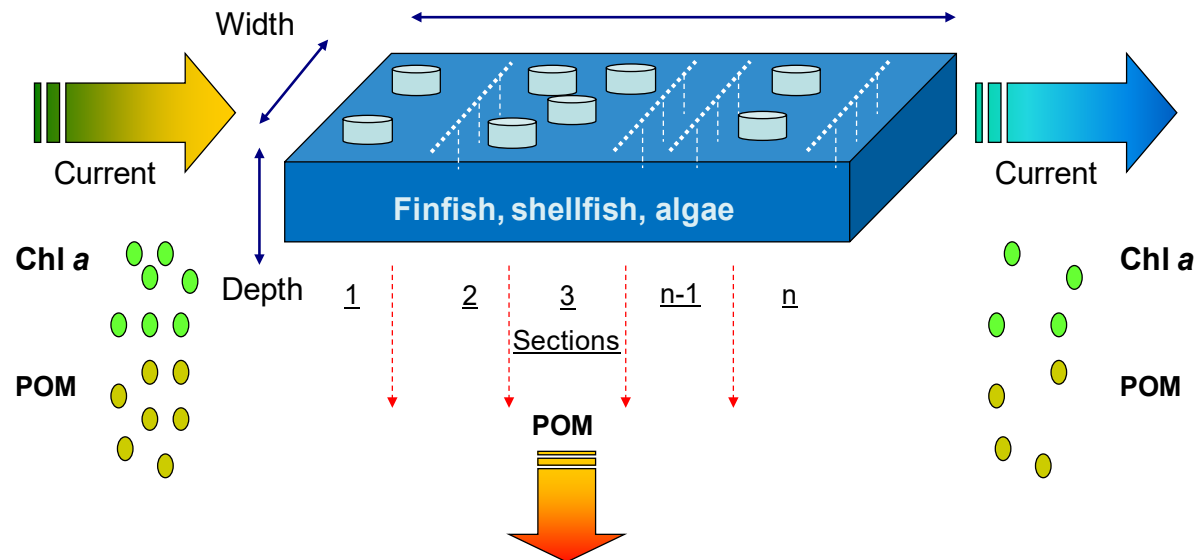 Width
Current
Current
Finfish, shellfish, algae
Chl a
Chl a
Depth
1
2
3
n-1
n
Sections
POM
POM
POM